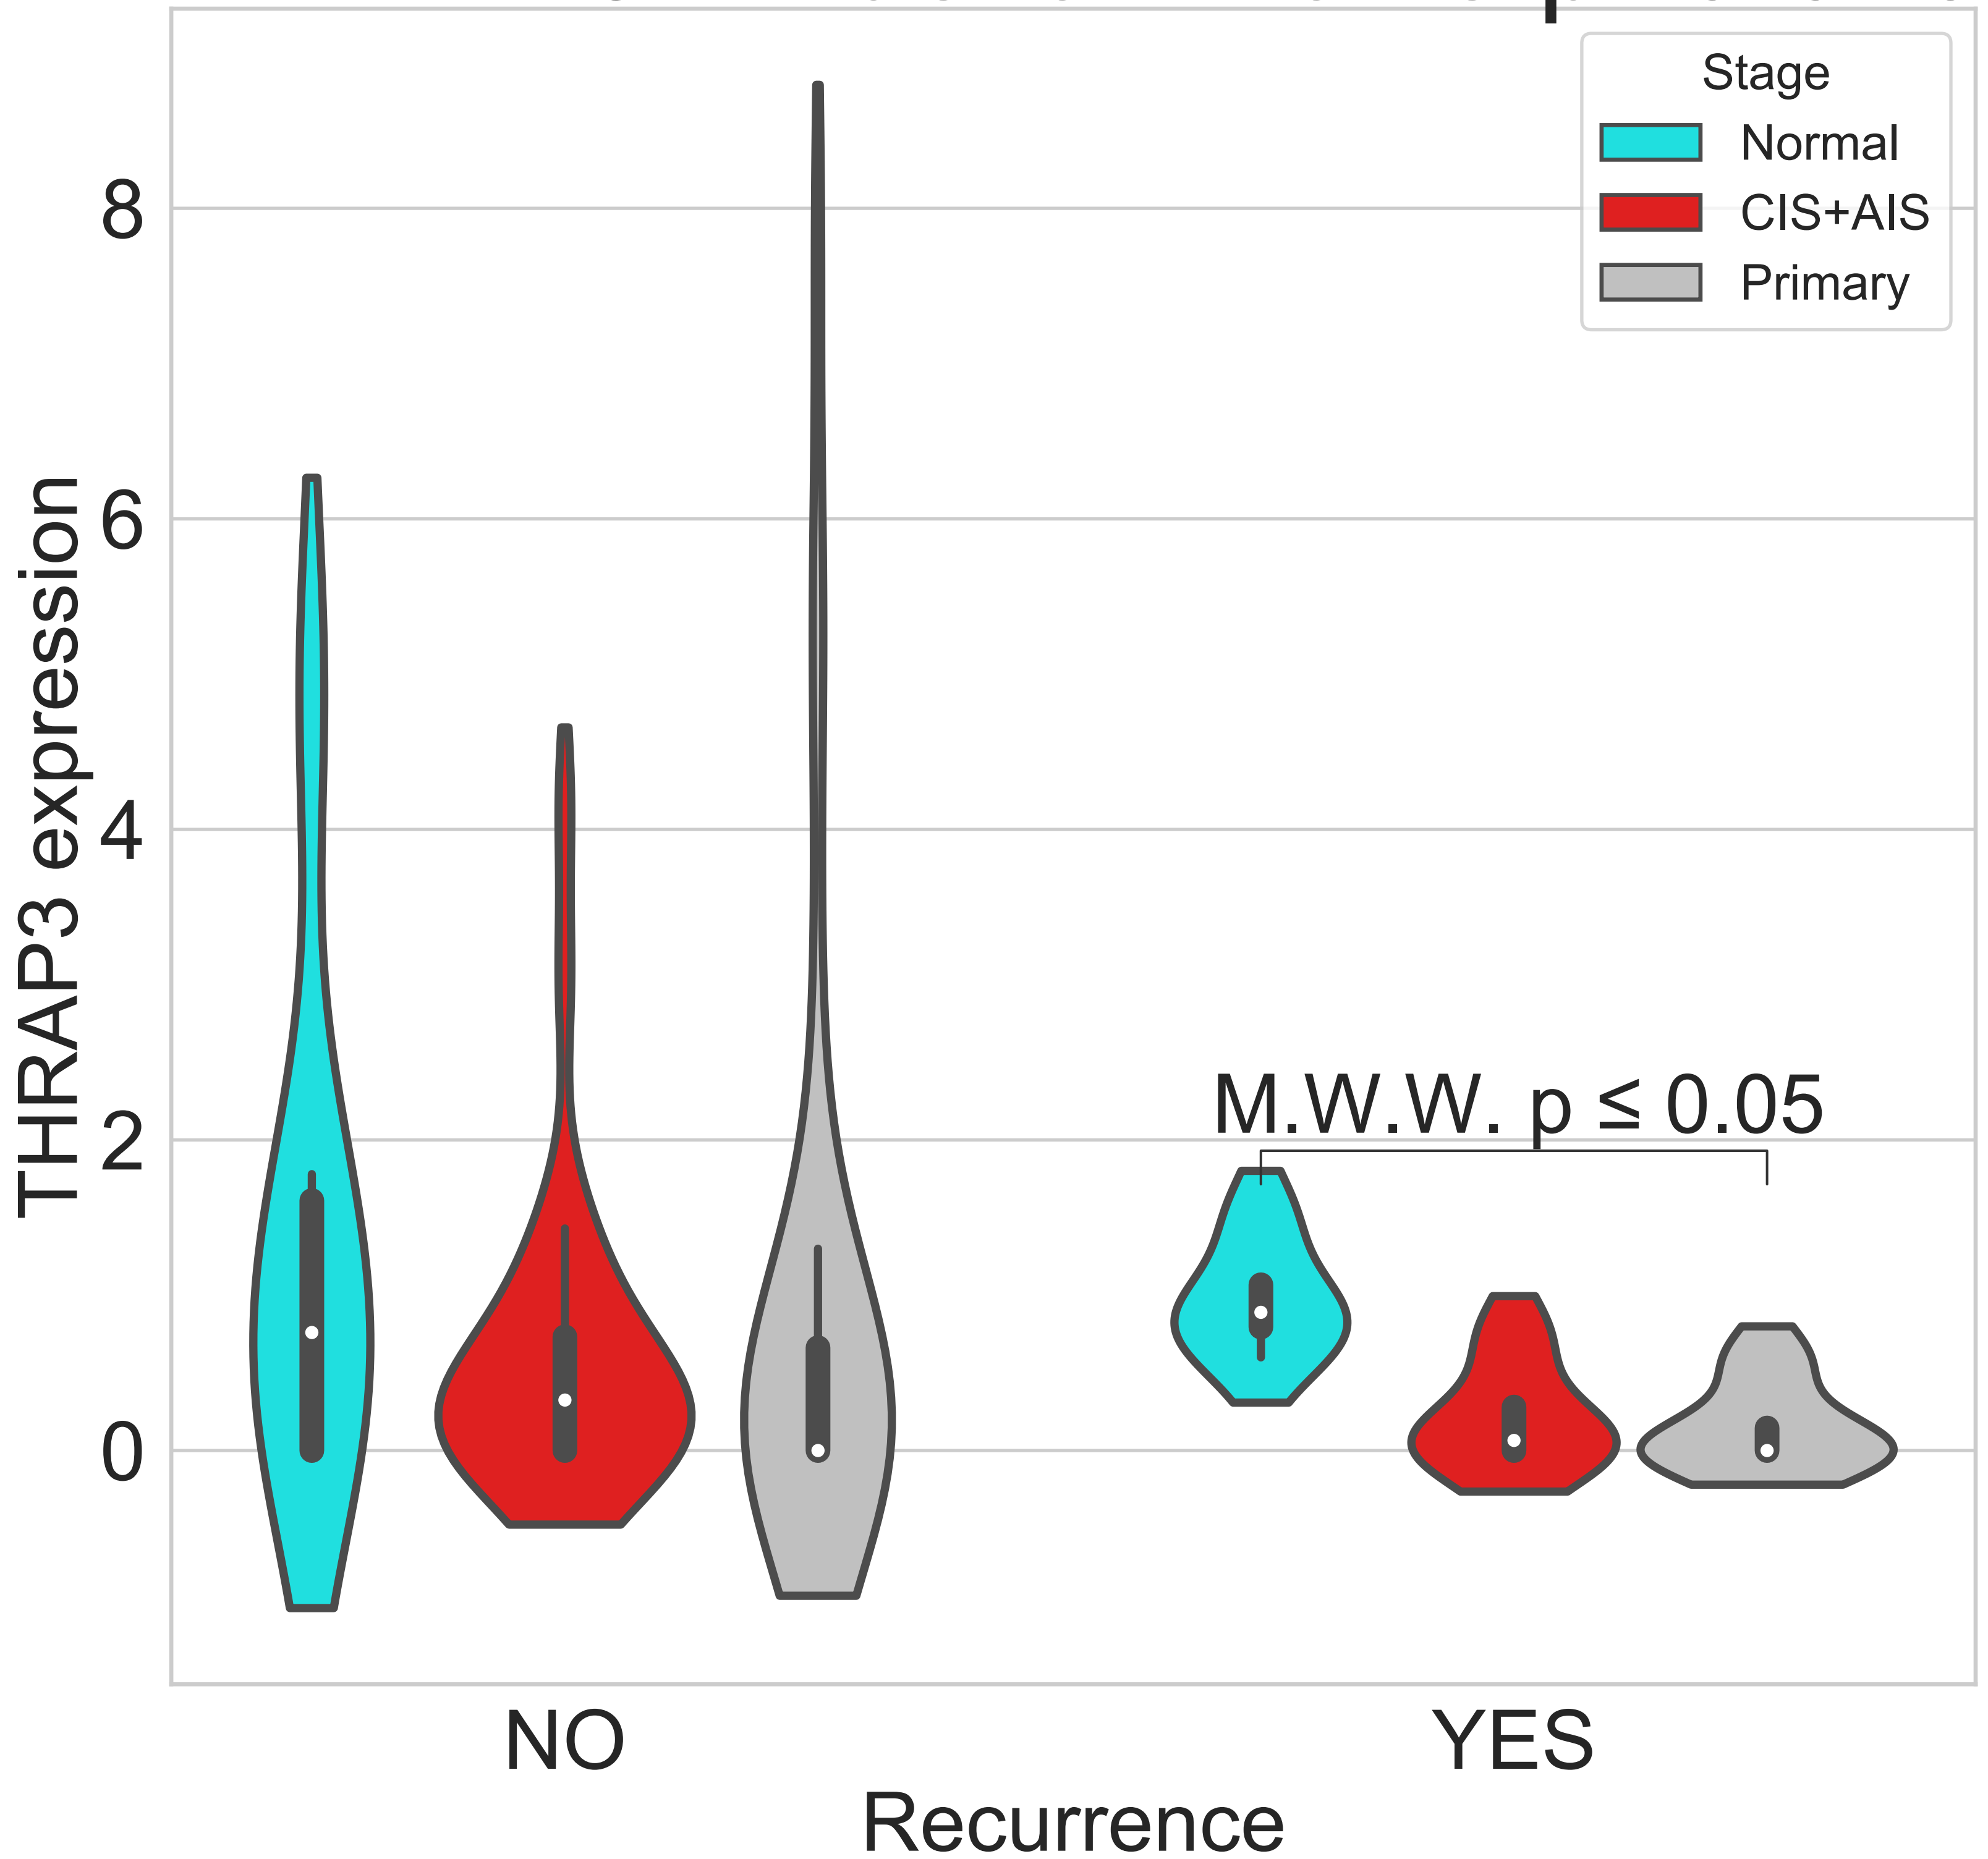 Stage
Normal
CIS+AIS
Primary
8
6
4
2
0
THRAP3 expression
M.W.W. p ≤ 0.05
NO
YES
Recurrence